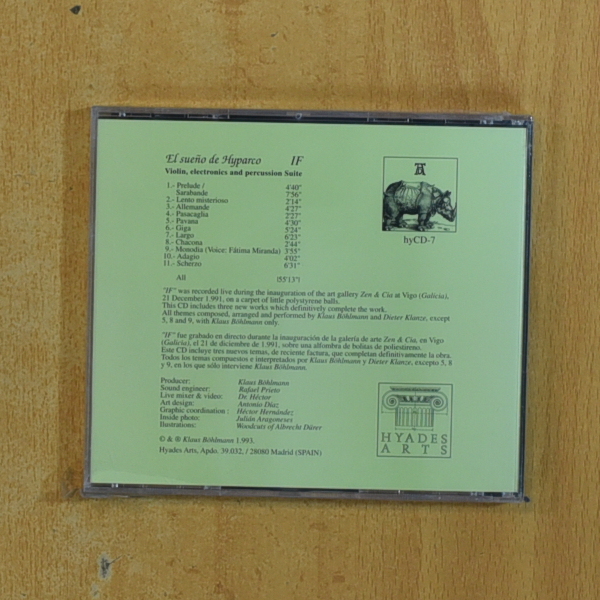 El sueño de Hyparco IF
Violin, electronics and percussion Suite
1.- Prelude / 4'40"
Sarabande 7'56"
2.- Lento misterioso 2'14"
3.- Allemande 4'27"
4.- Pasacaglia 2'27"
5.- Pavana 4'30"
6.- Giga 5'24"
7.- Largo 6'23"
8.- Chacona 2'44"
9.- Monodia (Voice: Fátima Miranda) 3'55"
10.- Adagio 4'02"
11.- Scherzo 6'31"
All (55'13")
"IF" was recorded live during the inauguration of the art gallery Zen & Cia at Vigo (Galicia),
21 December 1.991, on a carpet of little polystyrene balls.
This CD includes three new works which definitively complete the work.
All themes composed, arranged and performed by Klaus Böhlmann and Dieter Klanze, except
5, 8 and 9, with Klaus Böhlmann only.
"IF" fue grabado en directo durante la inauguración de la galería de arte Zen & Cia, en Vigo
(Galicia), el 21 de diciembre de 1.991, sobre una alfombra de bolitas de poliestireno.
Este CD incluye tres nuevos temas, de reciente factura, que completan definitivamente la obra.
Todos los temas compuestos e interpretados por Klaus Böhlmann y Dieter Klanze, excepto 5, 8
y 9, en los que sólo interviene Klaus Böhlmann.
Producer: Klaus Böhlmann
Sound engineer: Rafael Prieto
Live mixer & video: Dr. Héctor
Art design: Antonio Díaz
Graphic coordination : Héctor Hernández
Inside photo: Julián Aragoneses
Ilustrations: Woodcuts of Albrecht Dürer
© & ® Klaus Böhlmann 1.993.
Hyades Arts, Apdo. 39.032, / 28080 Madrid (SPAIN)
hyCD-7
HYADES
ARTS